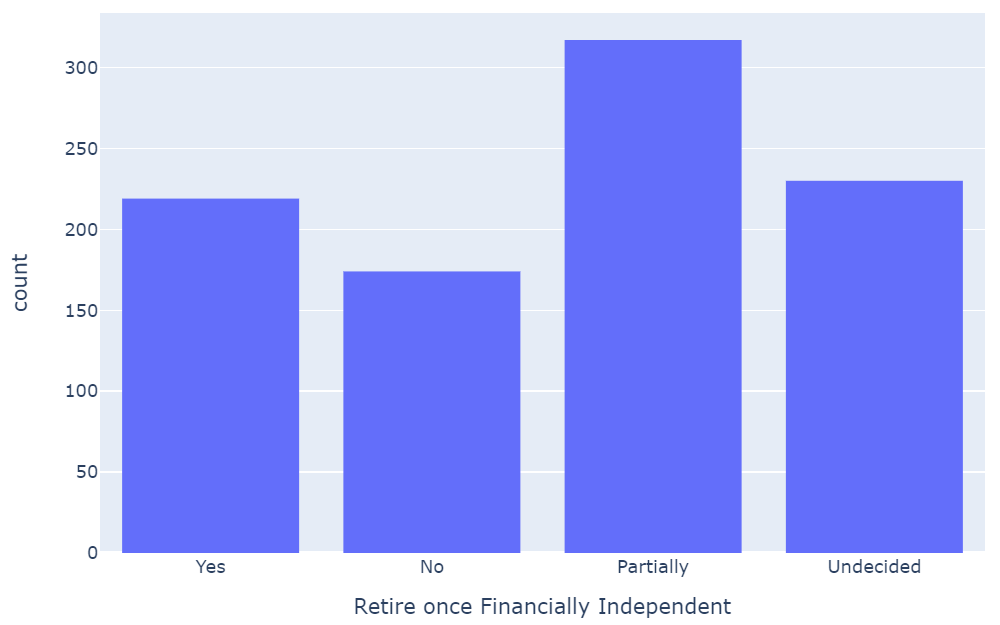 300
250
200
150
100
50
0
count
Yes No Partially Undecided
Retire once Financially Independent